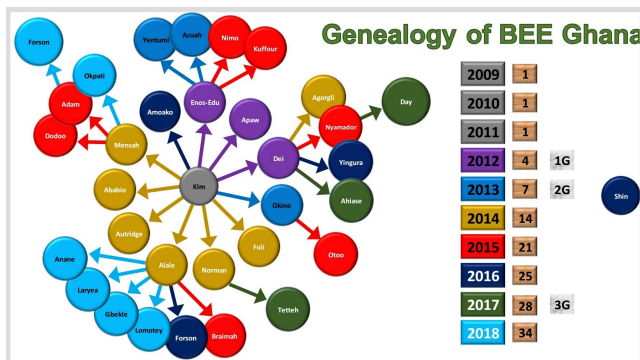 Genealogy of BEE Ghana
Forson
Yentumi
Acuah
Nimo
Kuffour
Okpati
Adam
Dodoo
Mensah
Amoako
Enos-Edu
Apaw
Agorgli
Nyamador
Day
Dei
Yingura
Ahiase
Kim
Ababio
Okine
Otoo
Autridge
Foli
Alale
Norman
Tetteh
Anane
Laryea
Gbekle
Lomotey
Forson
Braimah
Shin
2009 1
2010 1
2011 1
2012 4 1G
2013 7 2G
2014 14
2015 21
2016 25
2017 28 3G
2018 34